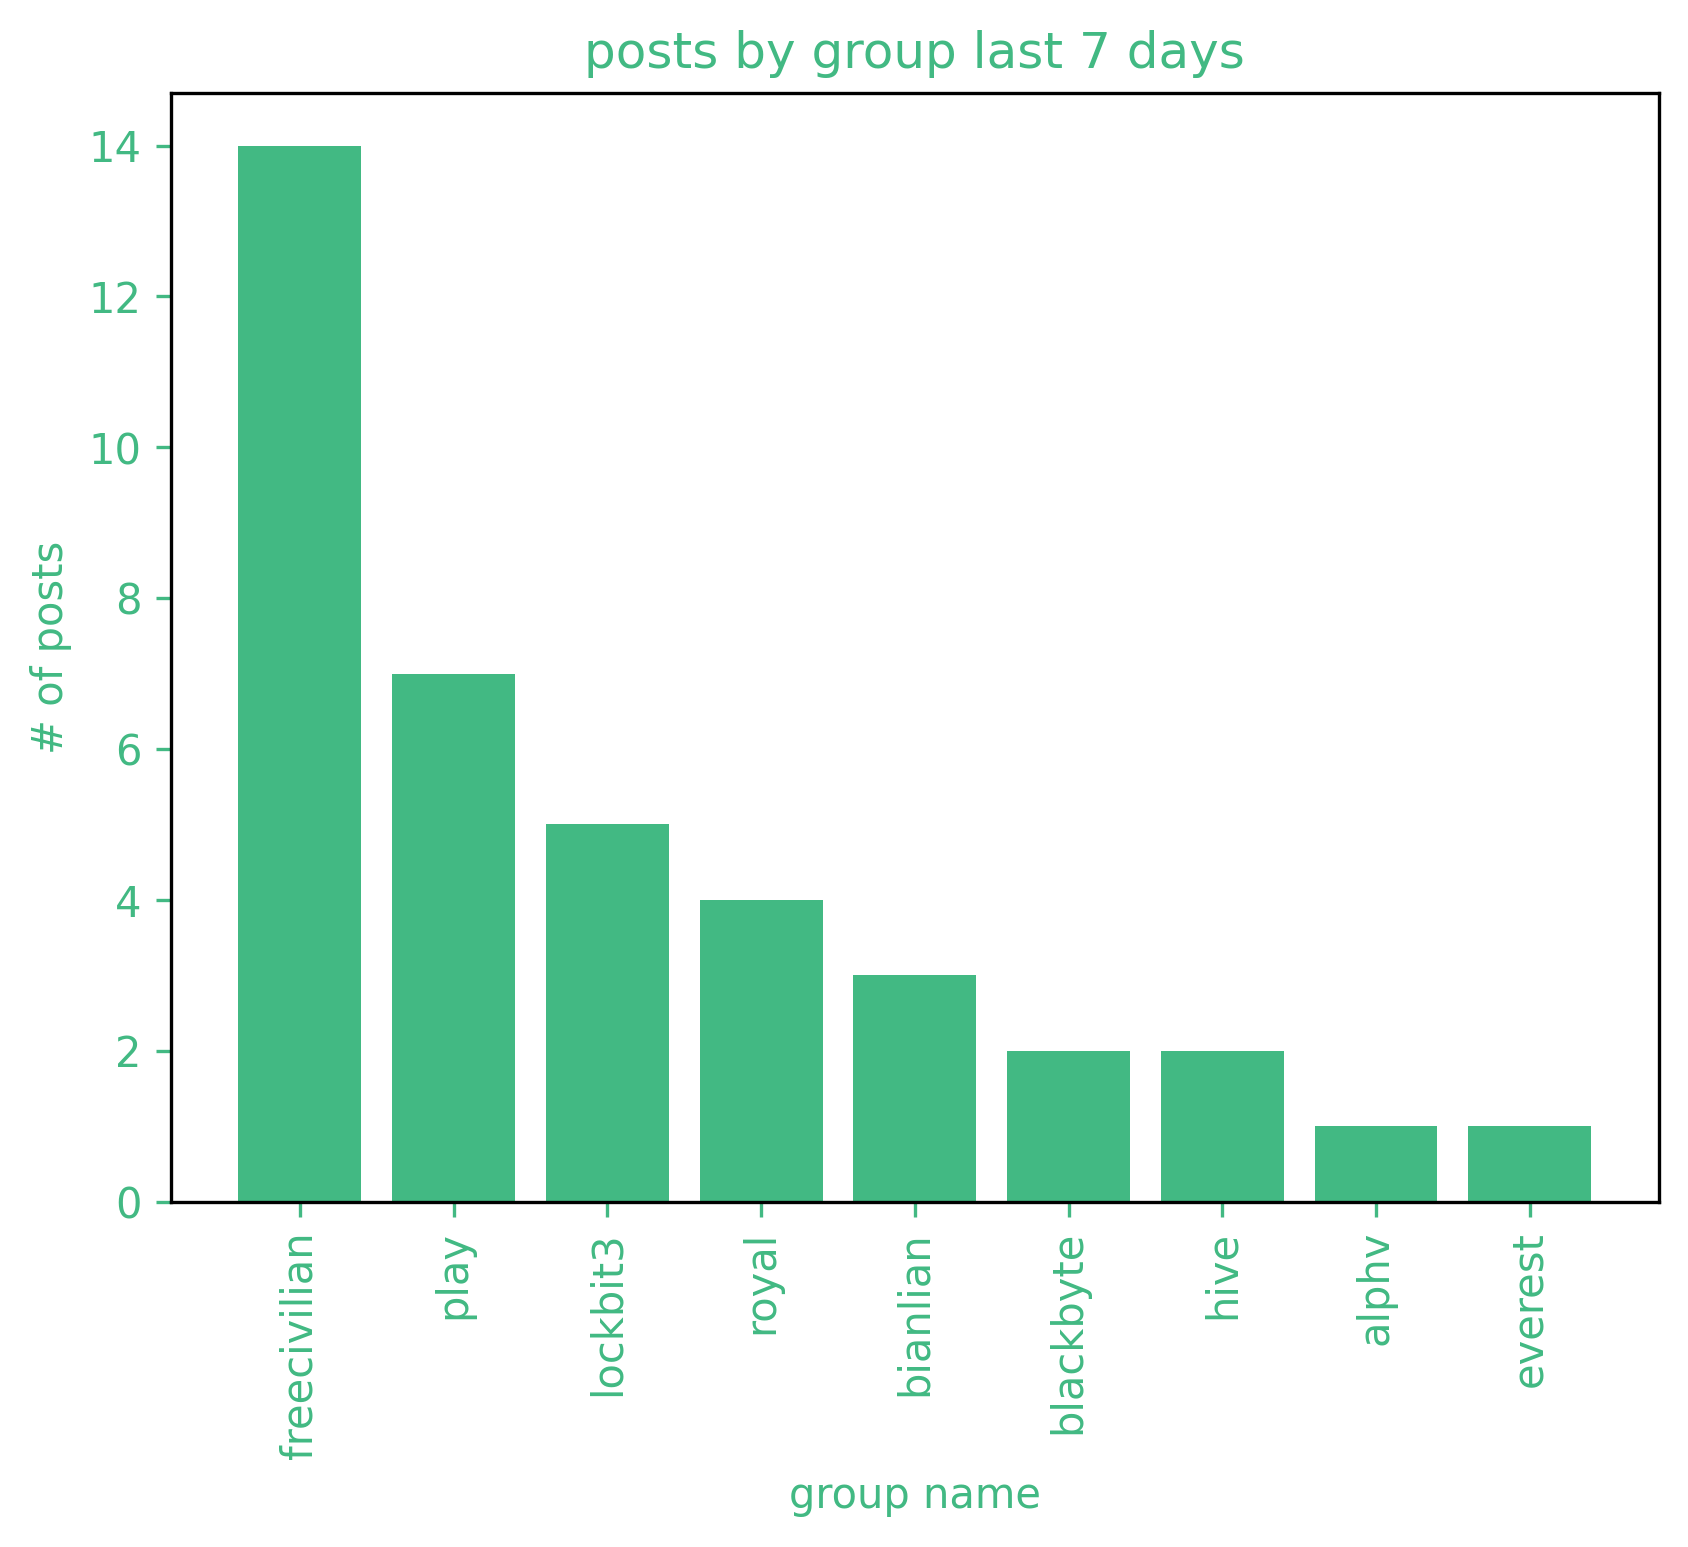 posts by group last 7 days
14
12
10
8
6
4
2
0
# of posts
freecivilian
play
lockbit3
royal
bianlian
blackbyte
hive
alphv
everest
group name